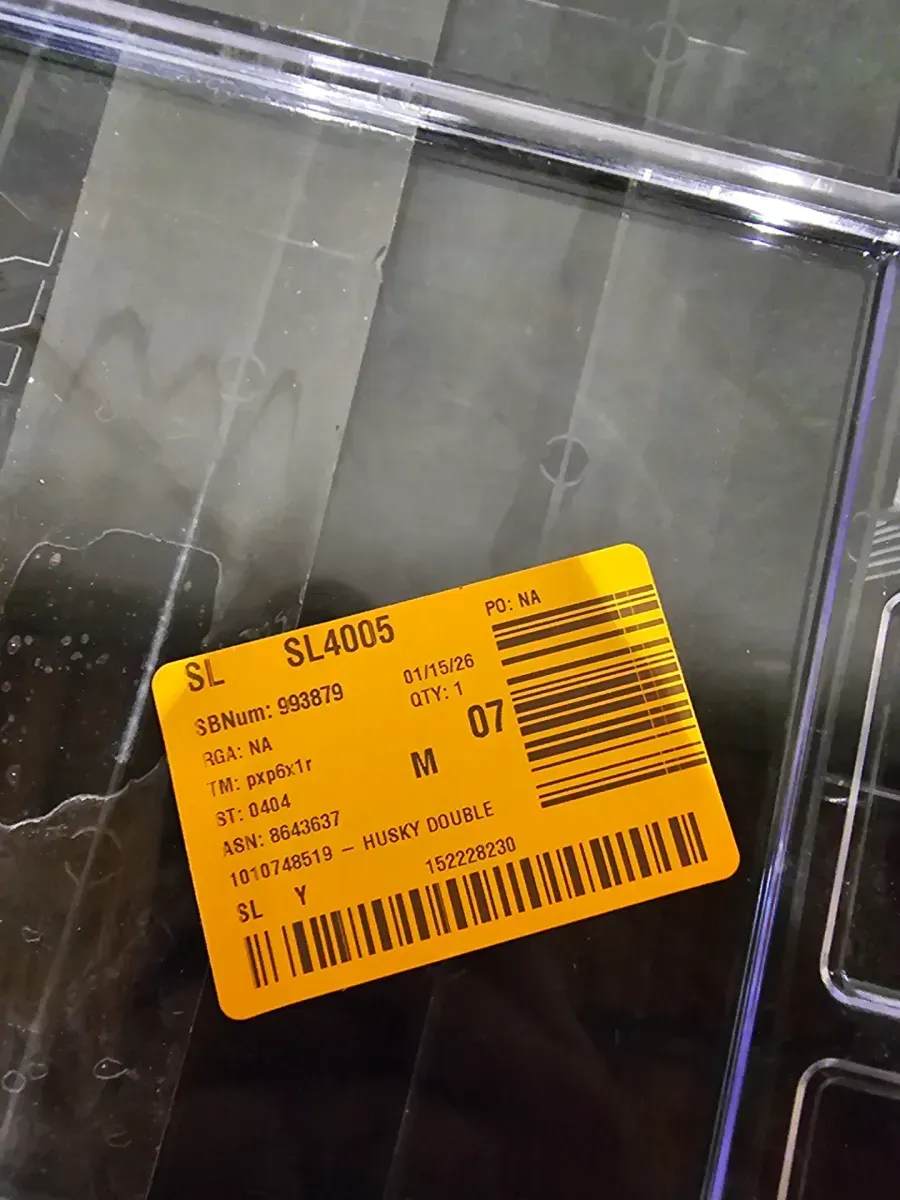 SL SL4005 PO: NA
SBNum: 993879 01/15/26
RGA: NA QTY: 1
TM: pxp6x1r M 07
ST: 0404
ASN: 8643637
1010748519 – HUSKY DOUBLE
SL Y 152228230